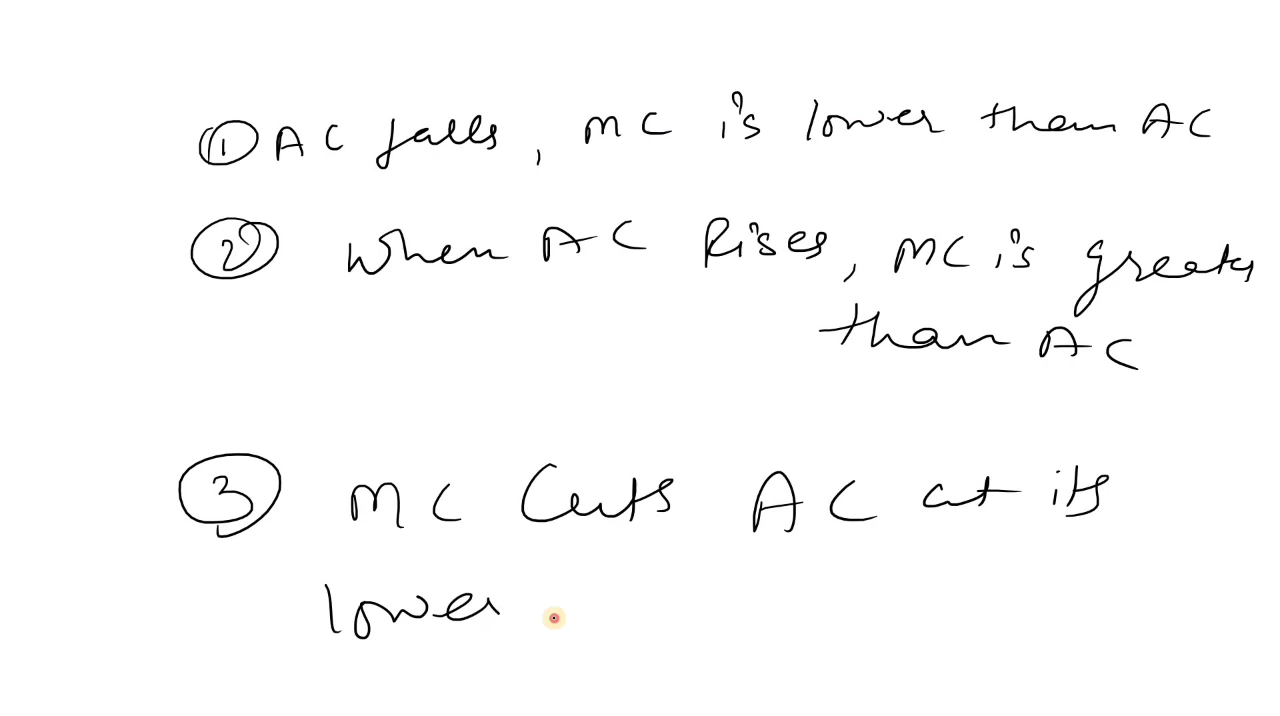 ① AC falls, MC is lower than AC
② When AC Rises, MC is greater
than AC
③ MC Cuts AC at its
lower